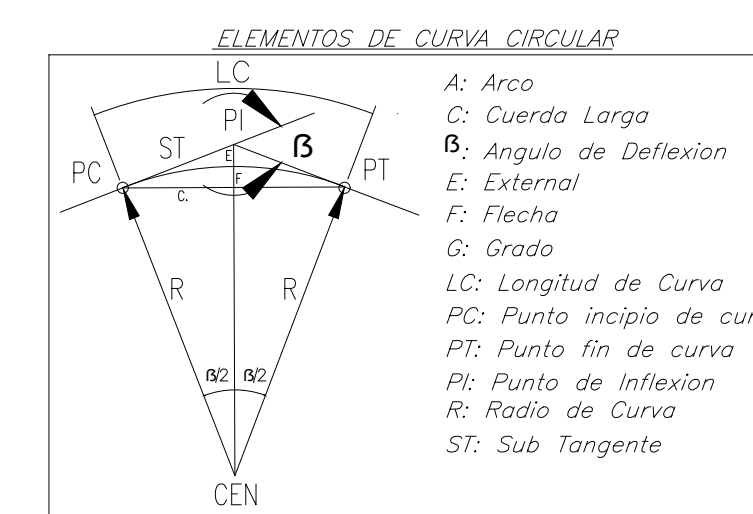 ELEMENTOS DE CURVA CIRCULAR
LC
PI
ST
E
ß
PC
PT
F
C.
R
R
ß/2
ß/2
CEN
A: Arco
C: Cuerda Larga
ß: Angulo de Deflexion
E: External
F: Flecha
G: Grado
LC: Longitud de Curva
PC: Punto incipio de cur
PT: Punto fin de curva
PI: Punto de Inflexion
R: Radio de Curva
ST: Sub Tangente